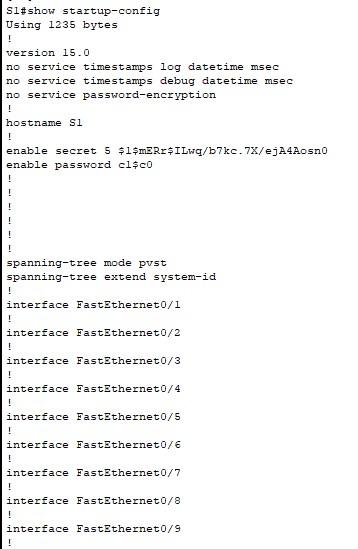 S1#show startup-config
Using 1235 bytes
!
version 15.0
no service timestamps log datetime msec
no service timestamps debug datetime msec
no service password-encryption
!
hostname S1
!
enable secret 5 $1$mERr$ILwq/b7kc.7X/ejA4Aosn0
enable password c1$c0
!
!
!
!
!
!
spanning-tree mode pvst
spanning-tree extend system-id
!
interface FastEthernet0/1
!
interface FastEthernet0/2
!
interface FastEthernet0/3
!
interface FastEthernet0/4
!
interface FastEthernet0/5
!
interface FastEthernet0/6
!
interface FastEthernet0/7
!
interface FastEthernet0/8
!
interface FastEthernet0/9
!